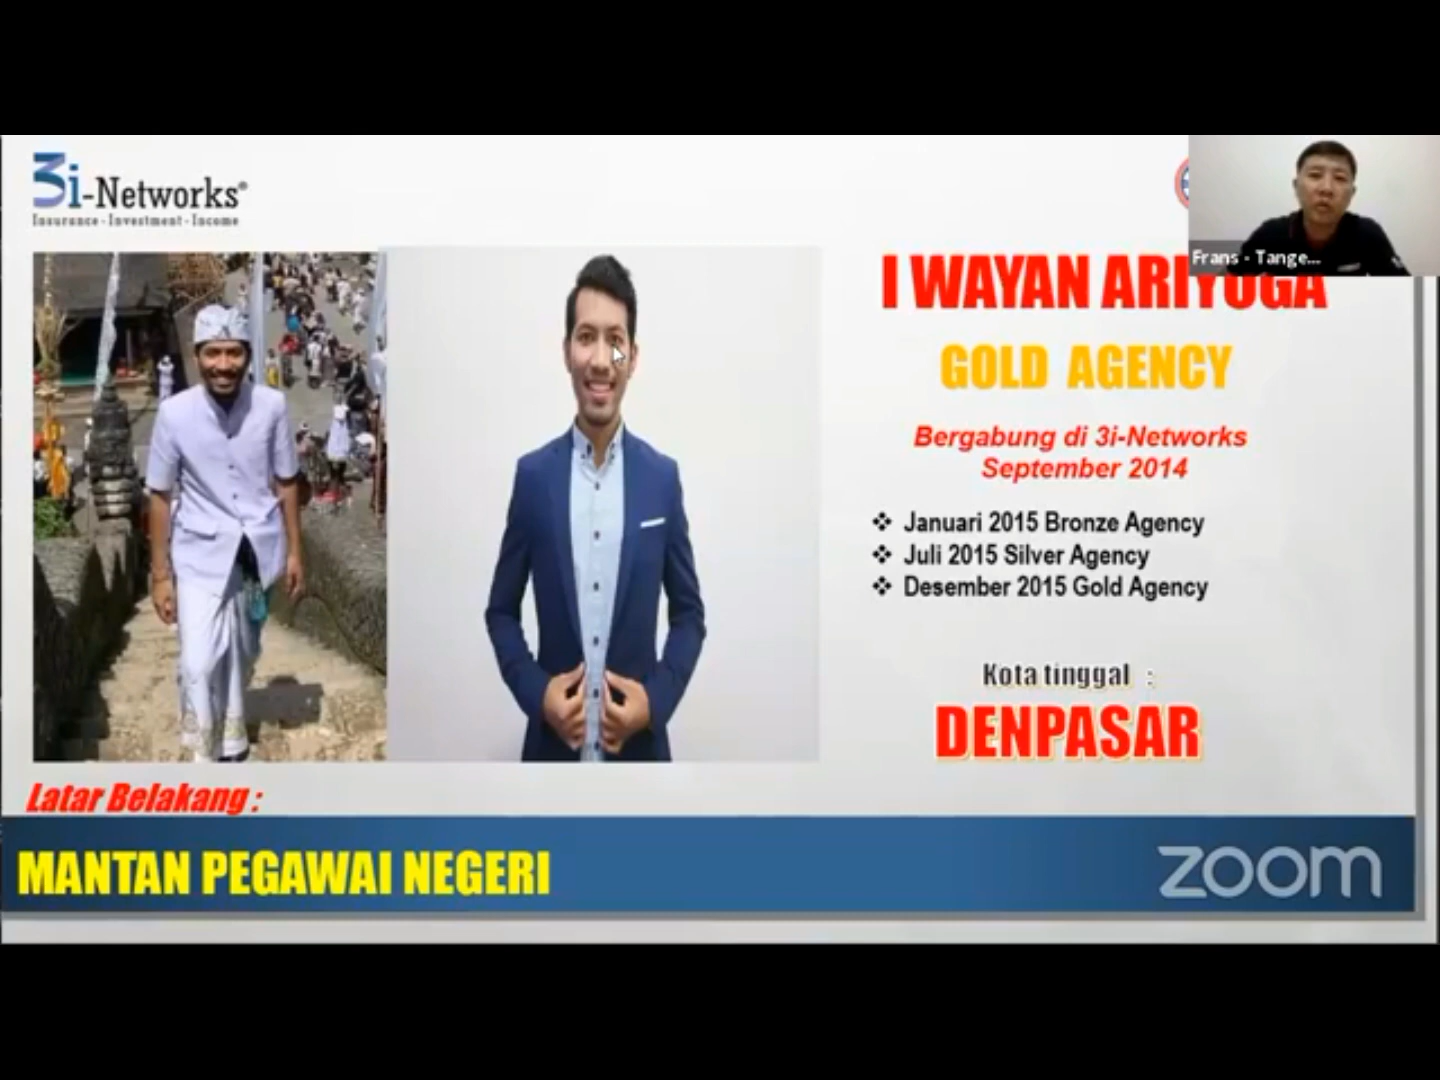 3i-Networks®
Insurance - Investment - Income
Frans - Tange...
I WAYAN ARIYOGA
GOLD AGENCY
Bergabung di 3i-Networks
September 2014
❖ Januari 2015 Bronze Agency
❖ Juli 2015 Silver Agency
❖ Desember 2015 Gold Agency
Kota tinggal :
DENPASAR
Latar Belakang :
MANTAN PEGAWAI NEGERI
zoom